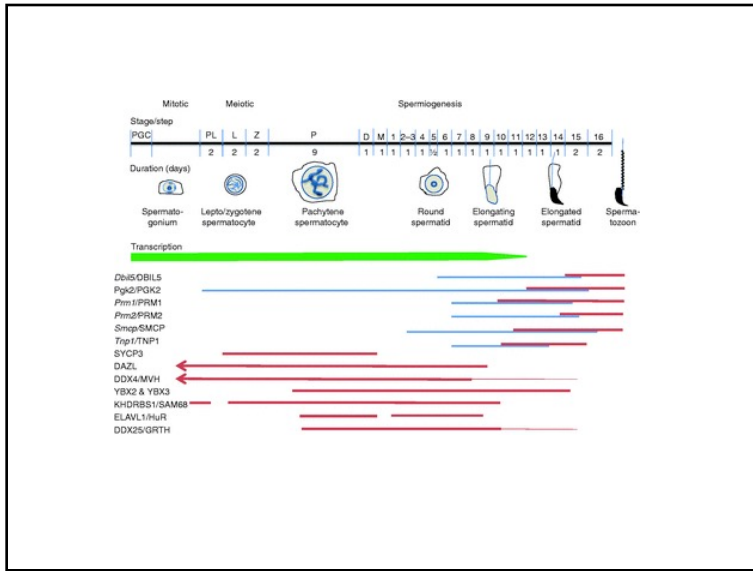 Mitotic Meiotic Spermiogenesis
Stage/step
PGC PL L Z P D M 1 2–3 4 5 6 7 8 9 10 11 12 13 14 15 16
2 2 2 9 1 1 1 1 1 ½ 1 1 1 1 1 1 1 1 1 2 2
Duration (days)
Spermato-
gonium
Lepto/zygotene
spermatocyte
Pachytene
spermatocyte
Round
spermatid
Elongating
spermatid
Elongated
spermatid
Sperma-
tozoon
Transcription
Dbil5/DBIL5
Pgk2/PGK2
Prm1/PRM1
Prm2/PRM2
Smcp/SMCP
Tnp1/TNP1
SYCP3
DAZL
DDX4/MVH
YBX2 & YBX3
KHDRBS1/SAM68
ELAVL1/HuR
DDX25/GRTH